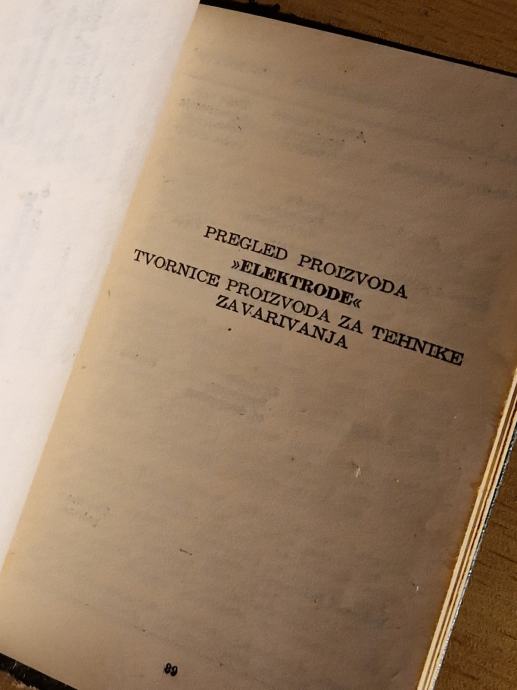 PREGLED PROIZVODA
»ELEKTRODE«
TVORNICE PROIZVODA ZA TEHNIKE
ZAVARIVANJA
89